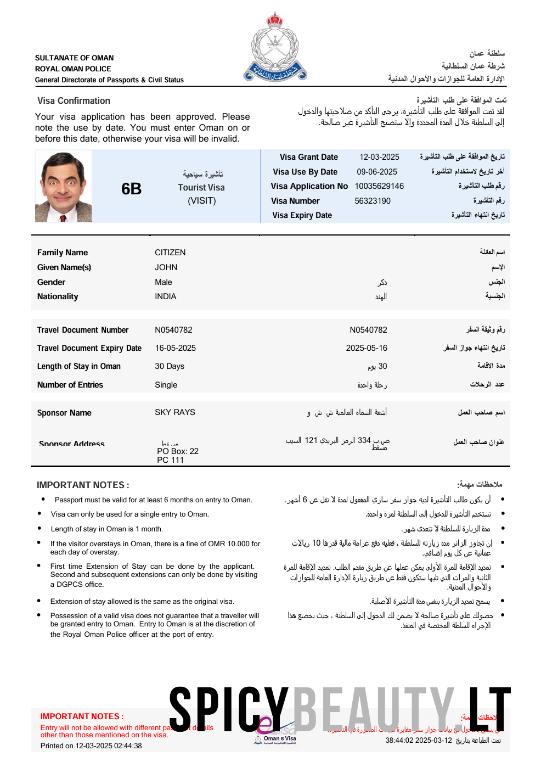 SULTANATE OF OMAN
سلطنة عمان
ROYAL OMAN POLICE
شرطة عمان السلطانية
General Directorate of Passports & Civil Status
الإدارة العامة للجوازات والاحوال المدنية
Visa Confirmation
تمت الموافقة على طلب التأشيرة
Your visa application has been approved. Please
note the use by date. You must enter Oman on or
before this date, otherwise your visa will be invalid.
لقد تمت الموافقة على طلب التأشيرة، يرجى التأكد من صلاحيتها والدخول
إلى السلطنة خلال المدة المحددة وإلا ستصبح التأشيرة غير صالحة.
6B
تأشيرة سياحية
Tourist Visa
(VISIT)
Visa Grant Date 12-03-2025 تاريخ الموافقة على طلب التأشيرة
Visa Use By Date 09-06-2025 آخر تاريخ لاستخدام التأشيرة
Visa Application No 10035629146 رقم طلب التأشيرة
Visa Number 56323190 رقم التأشيرة
Visa Expiry Date تاريخ انتهاء التأشيرة
Family Name CITIZEN اسم العائلة
Given Name(s) JOHN الإسم
Gender Male ذكر الجنس
Nationality INDIA الهند الجنسية
Travel Document Number N0540782 N0540782 رقم وثيقة السفر
Travel Document Expiry Date 16-05-2025 2025-05-16 تاريخ انتهاء جواز السفر
Length of Stay in Oman 30 Days 30 يوم مدة الاقامة
Number of Entries Single رحلة واحدة عدد الرحلات
Sponsor Name SKY RAYS أشعة السماء العالمية ش ش و اسم صاحب العمل
Sponsor Address مسقط ص.ب 334 الرمز البريدي 121 السيب عنوان صاحب العمل
PO Box: 22 مسقط
PC 111
IMPORTANT NOTES :
• Passport must be valid for at least 6 months on entry to Oman.
• Visa can only be used for a single entry to Oman.
• Length of stay in Oman is 1 month.
• If the visitor overstays in Oman, there is a fine of OMR 10.000 for
each day of overstay.
• First time Extension of Stay can be done by the applicant.
Second and subsequent extensions can only be done by visiting
a DGPCS office.
• Extension of stay allowed is the same as the original visa.
• Possession of a valid visa does not guarantee that a traveller will
be granted entry to Oman. Entry to Oman is at the discretion of
the Royal Oman Police officer at the port of entry.
ملاحظات مهمة:
• أن يكون طالب التأشيرة لديه جواز سفر ساري المفعول لمدة لا تقل عن 6 أشهر.
• تستخدم التأشيرة للدخول إلى السلطنة لمرة واحدة.
• مدة الزيارة للسلطنة لا تتعدى شهر.
• إن تجاوز الزائر مدة زيارته للسلطنة ، فعليه دفع غرامة مالية قدرها 10 ريالات
عمانية عن كل يوم إضافي.
• تمديد الإقامة للمرة الأولى يمكن عملها عن طريق مقدم الطلب. تمديد الإقامة للمرة
الثانية والمرات التي تليها ستكون فقط عن طريق زيارة الإدارة العامة للجوازات
والأحوال المدنية.
• يسمح تمديد الزيارة بنفس مدة التأشيرة الأصلية.
• حصولك على تأشيرة صالحة لا يضمن لك الدخول إلى السلطنة ، حيث يخضع هذا
الإجراء للسلطة المختصة في المنفذ.
SPICYBEAUTY.LT
IMPORTANT NOTES :
Entry will not be allowed with different
other than those mentioned on the visa.
Printed on 12-03-2025 02:44:38
Oman e Visa
تمت الطباعة بتاريخ 12-03-2025 38:44:02